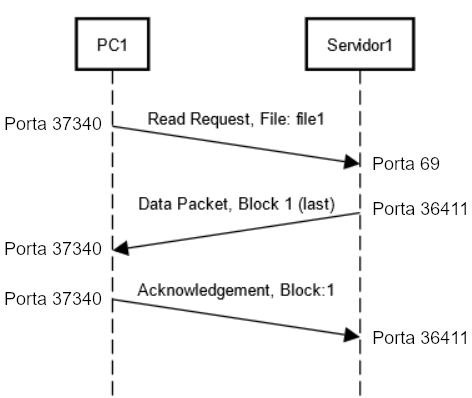 PC1
Servidor1
Porta 37340
Read Request, File: file1
Porta 69
Data Packet, Block 1 (last)
Porta 36411
Porta 37340
Porta 37340
Acknowledgement, Block:1
Porta 36411